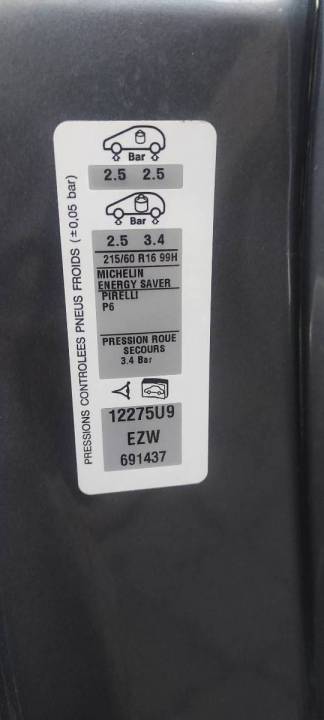 PRESSIONS CONTROLEES PNEUS FROIDS (±0,05 bar)
Bar
2.5 2.5
Bar
2.5 3.4
215/60 R16 99H
MICHELIN
ENERGY SAVER
PIRELLI
P6
PRESSION ROUE
SECOURS
3.4 Bar
12275U9
EZW
691437